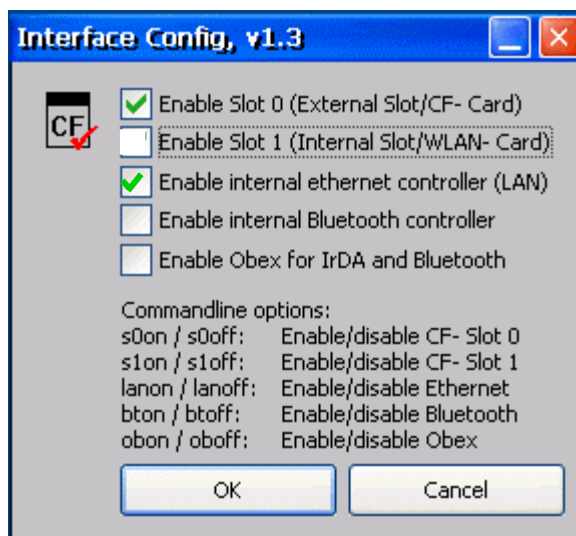 Interface Config, v1.3
CF
Enable Slot 0 (External Slot/CF- Card)
Enable Slot 1 (Internal Slot/WLAN- Card)
Enable internal ethernet controller (LAN)
Enable internal Bluetooth controller
Enable Obex for IrDA and Bluetooth
Commandline options:
s0on / s0off: Enable/disable CF- Slot 0
s1on / s1off: Enable/disable CF- Slot 1
lanon / lanoff: Enable/disable Ethernet
bton / btoff: Enable/disable Bluetooth
obon / oboff: Enable/disable Obex
OK Cancel